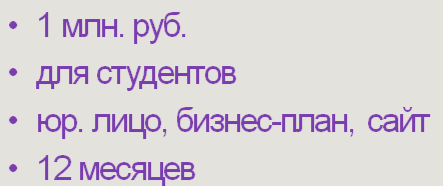 • 1 млн. руб.
• для студентов
• юр. лицо, бизнес-план, сайт
• 12 месяцев